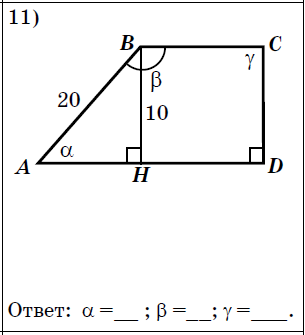 11)
B C
β γ
20
10
α
A H D
Ответ: α =__ ; β =__; γ =___.